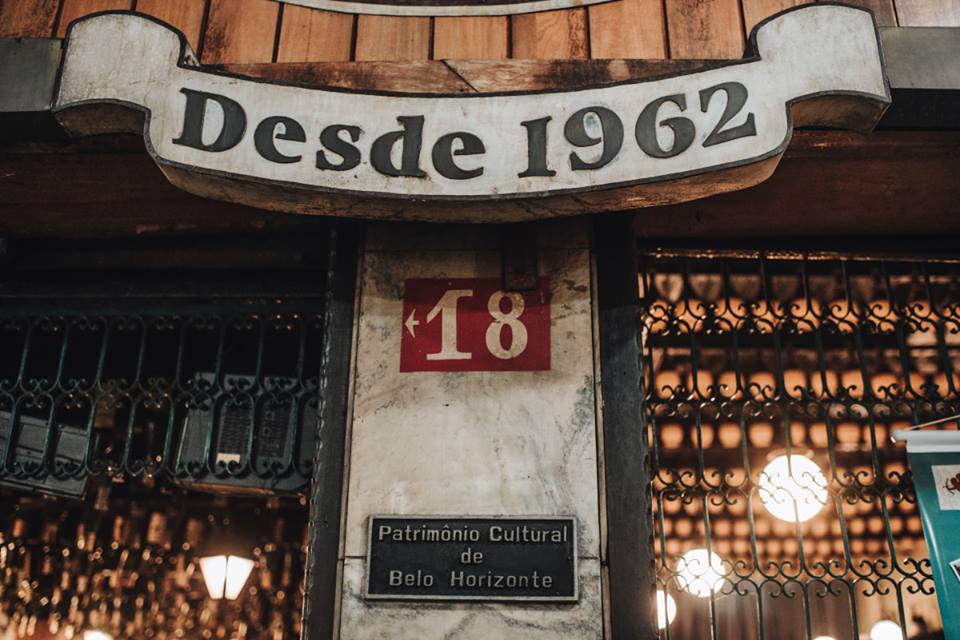 Desde 1962
←18
Patrimônio Cultural
de
Belo Horizonte